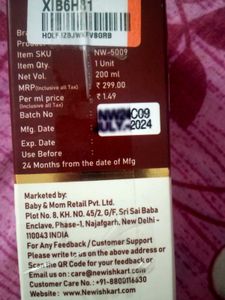 XIB6H81
Item SKU NW-5009
Item Qty. 1 Unit
Net Vol. 200 ml
MRP(Inclusive all Tax) ₹ 299.00
Per ml price ₹ 1.49
(Inclusive all Tax)
Batch No NW24C09
Mfg. Date JULY-2024
Exp. Date
Use Before
24 Months from the date of Mfg
Marketed by:
Baby & Mom Retail Pvt. Ltd.
Plot No. 8, KH. NO. 45/2, G/F, Sri Sai Baba
Enclave, Phase-1, Najafgarh, New Delhi -
110043 INDIA
For Any Feedback / Customer Support
Please write to us on the above address or
Scan the QR Code for your feedback or
Email us on : care@newishkart.com
Customer Care No : +91-8800116630
www.Newishkart.com